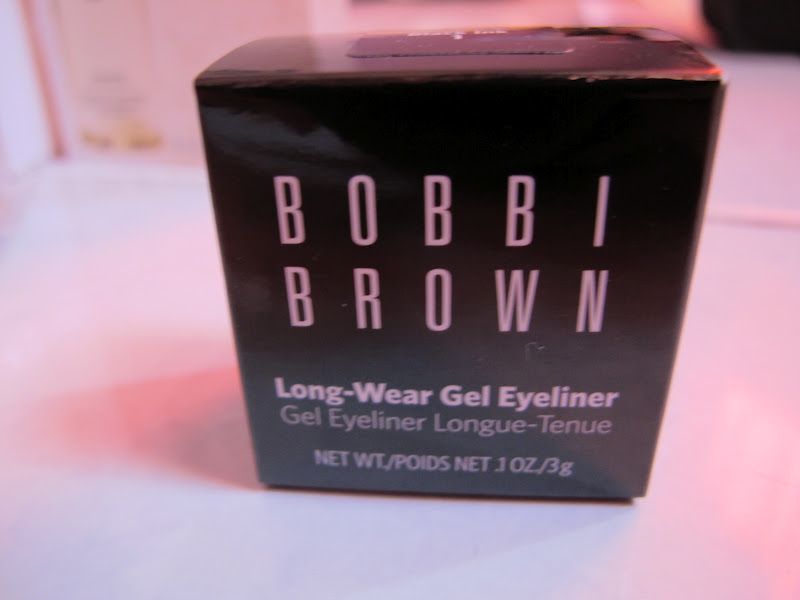 BOBBI
BROWN
Long-Wear Gel Eyeliner
Gel Eyeliner Longue-Tenue
NET WT./POIDS NET .1 OZ./3g